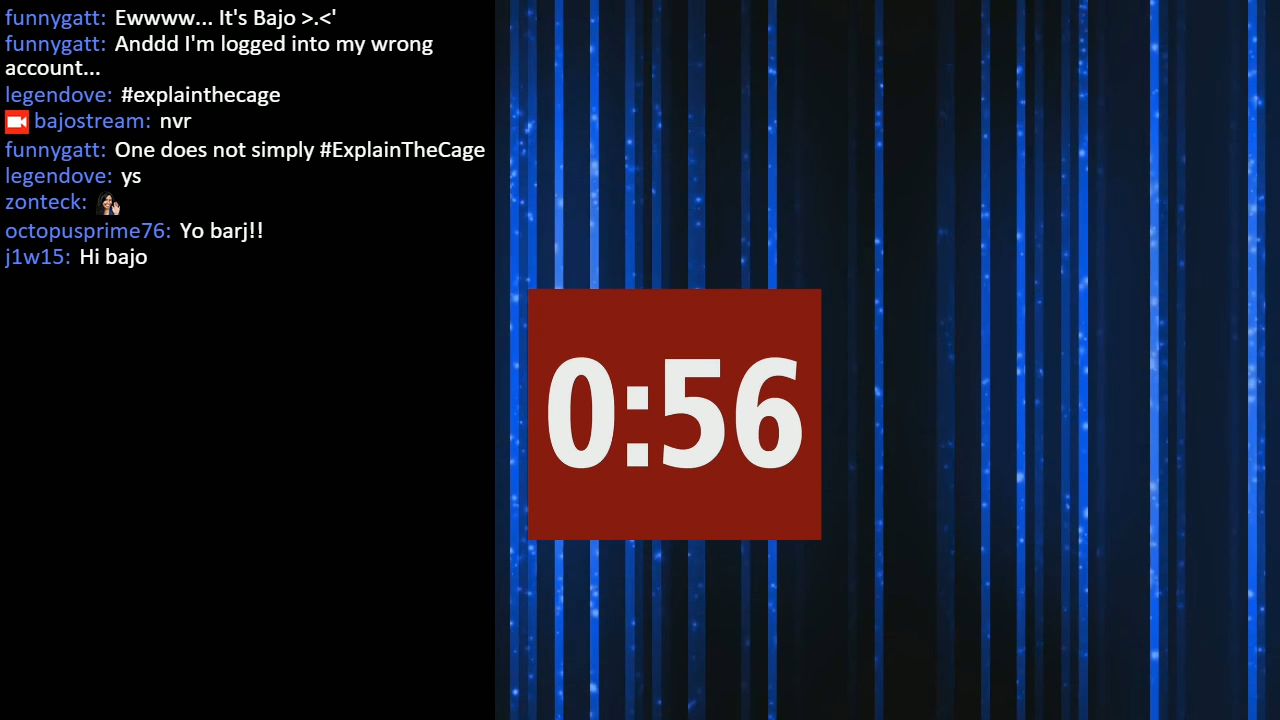 funnygatt: Ewwww... It's Bajo >.<'
funnygatt: Anddd I'm logged into my wrong
account...
legendove: #explainthecage
bajostream: nvr
funnygatt: One does not simply #ExplainTheCage
legendove: ys
zonteck:
octopusprime76: Yo barj!!
j1w15: Hi bajo
0:56